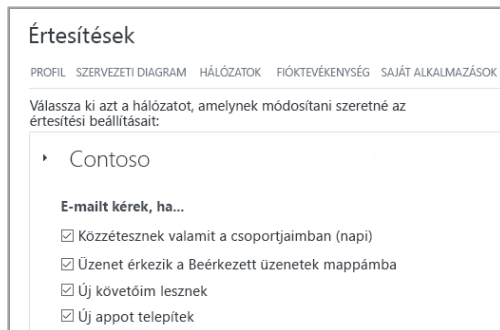 Értesítések
PROFIL SZERVEZETI DIAGRAM HÁLÓZATOK FIÓKTEVÉKENYSÉG SAJÁT ALKALMAZÁSOK
Válassza ki azt a hálózatot, amelynek módosítani szeretné az
értesítési beállításait:
Contoso
E-mailt kérek, ha...
Közzétesznek valamit a csoportjaimban (napi)
Üzenet érkezik a Beérkezett üzenetek mappámba
Új követőim lesznek
Új appot telepítek